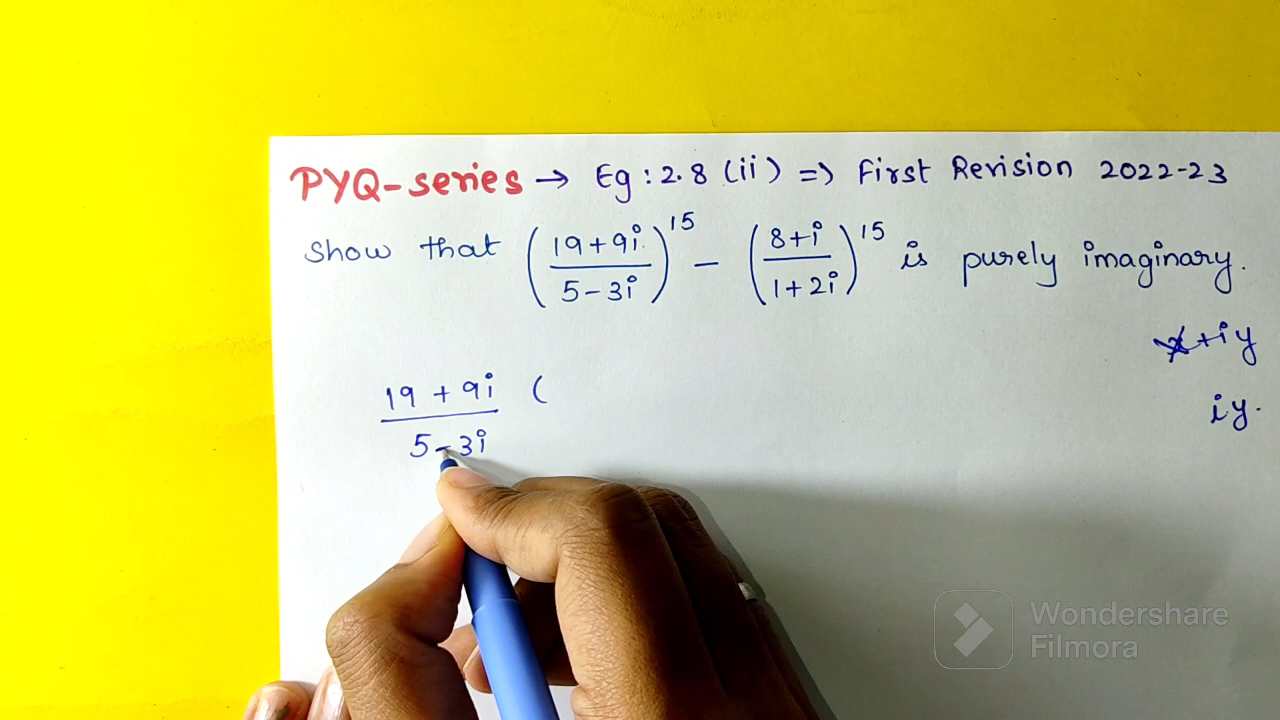 PYQ-series → Eg : 2.8 (ii) => First Revision 2022-23
Show that ((19+9i)/(5-3i))^15 - ((8+i)/(1+2i))^15 is purely imaginary.
x+iy
iy.
19 + 9i (
5-3i
Wondershare
Filmora